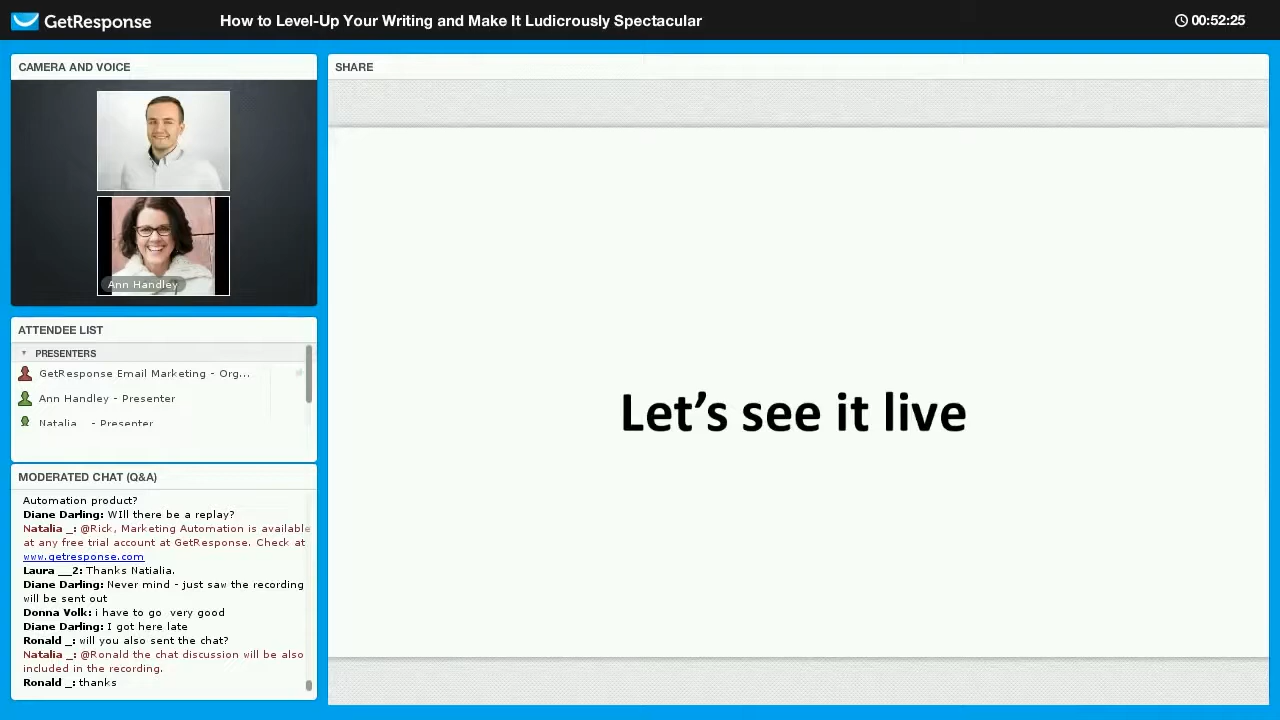 GetResponse
How to Level-Up Your Writing and Make It Ludicrously Spectacular
00:52:25
CAMERA AND VOICE
Ann Handley
ATTENDEE LIST
PRESENTERS
GetResponse Email Marketing - Org...
Ann Handley - Presenter
Natalia _ - Presenter
MODERATED CHAT (Q&A)
Automation product?
Diane Darling: WIll there be a replay?
Natalia _: @Rick, Marketing Automation is available
at any free trial account at GetResponse. Check at
www.getresponse.com
Laura __2: Thanks Natialia.
Diane Darling: Never mind - just saw the recording
will be sent out
Donna Volk: i have to go very good
Diane Darling: I got here late
Ronald _: will you also sent the chat?
Natalia _: @Ronald the chat discussion will be also
included in the recording.
Ronald _: thanks
SHARE
Let's see it live